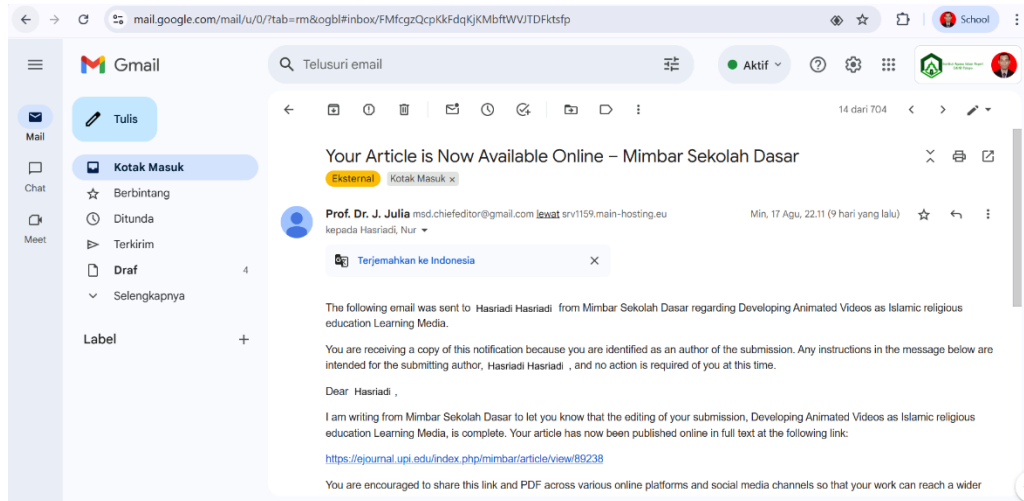 mail.google.com/mail/u/0/?tab=rm&ogbl#inbox/FMfcgzQcpKkFdqKjKMbftWVJTDFktsfp
School
Gmail
Telusuri email
Aktif
Mail
Chat
Meet
Tulis
Kotak Masuk
Berbintang
Ditunda
Terkirim
Draf 4
Selengkapnya
Label
14 dari 704
Your Article is Now Available Online – Mimbar Sekolah Dasar
Eksternal Kotak Masuk x
Prof. Dr. J. Julia msd.chiefeditor@gmail.com lewat srv1159.main-hosting.eu Min, 17 Agu, 22.11 (9 hari yang lalu)
kepada Hasriadi, Nur
Terjemahkan ke Indonesia
The following email was sent to Hasriadi Hasriadi from Mimbar Sekolah Dasar regarding Developing Animated Videos as Islamic religious
education Learning Media.
You are receiving a copy of this notification because you are identified as an author of the submission. Any instructions in the message below are
intended for the submitting author, Hasriadi Hasriadi , and no action is required of you at this time.
Dear Hasriadi ,
I am writing from Mimbar Sekolah Dasar to let you know that the editing of your submission, Developing Animated Videos as Islamic religious
education Learning Media, is complete. Your article has now been published online in full text at the following link:
https://ejournal.upi.edu/index.php/mimbar/article/view/89238
You are encouraged to share this link and PDF across various online platforms and social media channels so that your work can reach a wider